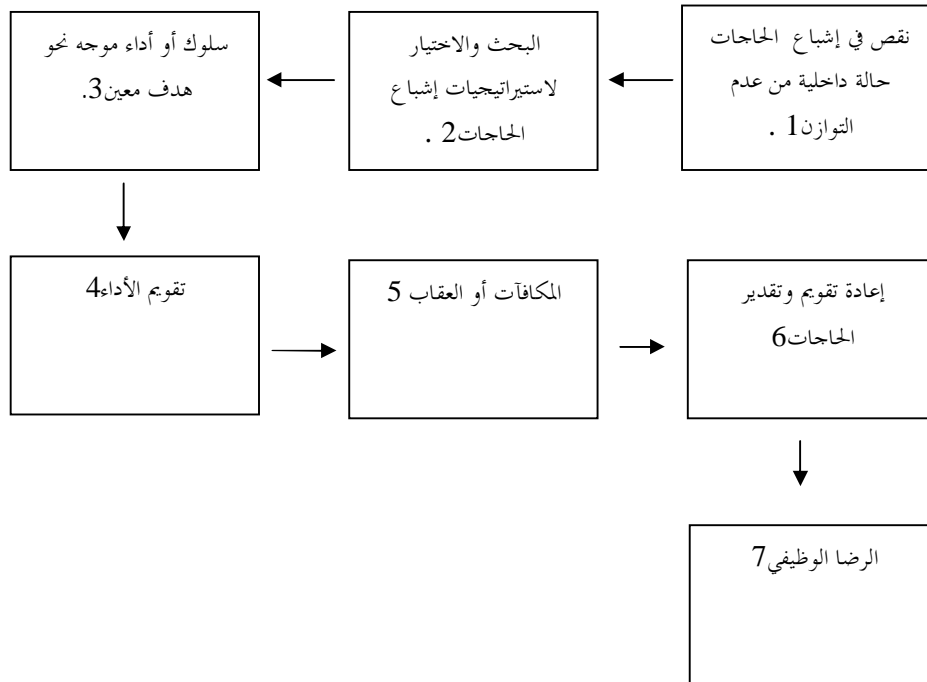 نقص في إشباع الحاجات
حالة داخلية من عدم
التوازن1 .
البحث والاختيار
لاستيراتيجيات إشباع
الحاجات2 .
سلوك أو أداء موجه نحو
هدف معين3.
تقويم الأداء4
المكافآت أو العقاب 5
إعادة تقويم وتقدير
الحاجات6
الرضا الوظيفي7